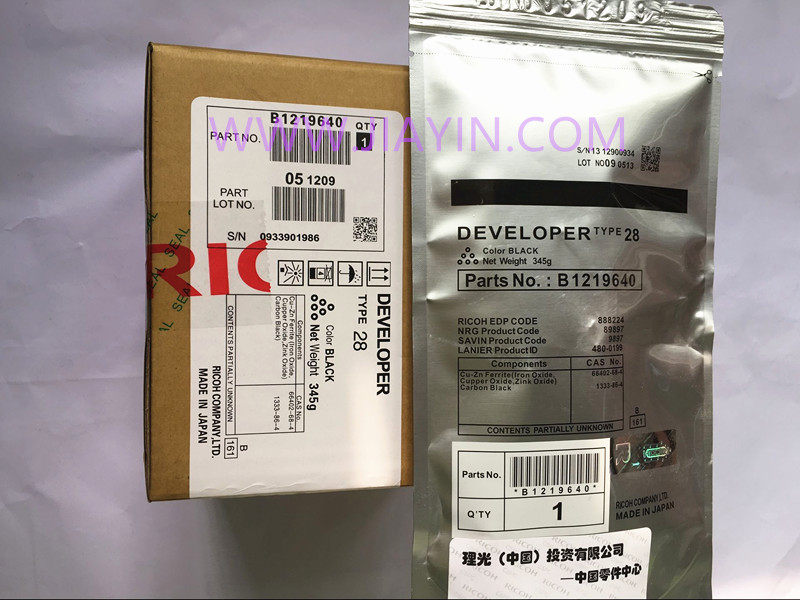 WWW.JIAYIN.COM
B1219640
QTY
PART NO.
1
05 1209
PART
LOT NO.
S/N 0933901986
SEAL SEAL SEAL
RIC
DEVELOPER
TYPE 28
Color BLACK
Net Weight 345g
Components CAS No.
Cu-Zn Ferrite(Iron Oxide, 66402-68-4
Cupper Oxide,Zink Oxide)
Carbon Black) 1333-86-4
CONTENTS PARTIALLY UNKNOWN
B
161
RICOH COMPANY,LTD.
MADE IN JAPAN
S/N 13 12900934
LOT NO09 0513
DEVELOPER TYPE 28
Color BLACK
Net Weight 345g
Parts No. : B1219640
RICOH EDP CODE 888224
NRG Product Code 89897
SAVIN Product Code 9897
LANIER Product ID 480-0199
Components CAS No.
Cu-Zn Ferrite(Iron Oxide, 66402-68-4
Cupper Oxide,Zink Oxide)
Carbon Black 1333-86-4
CONTENTS PARTIALLY UNKNOWN
B
161
Parts No.
*B1219640*
Q'TY 1
RICOH COMPANY,LTD.
MADE IN JAPAN
理光（中国）投资有限公司
—中国零件中心